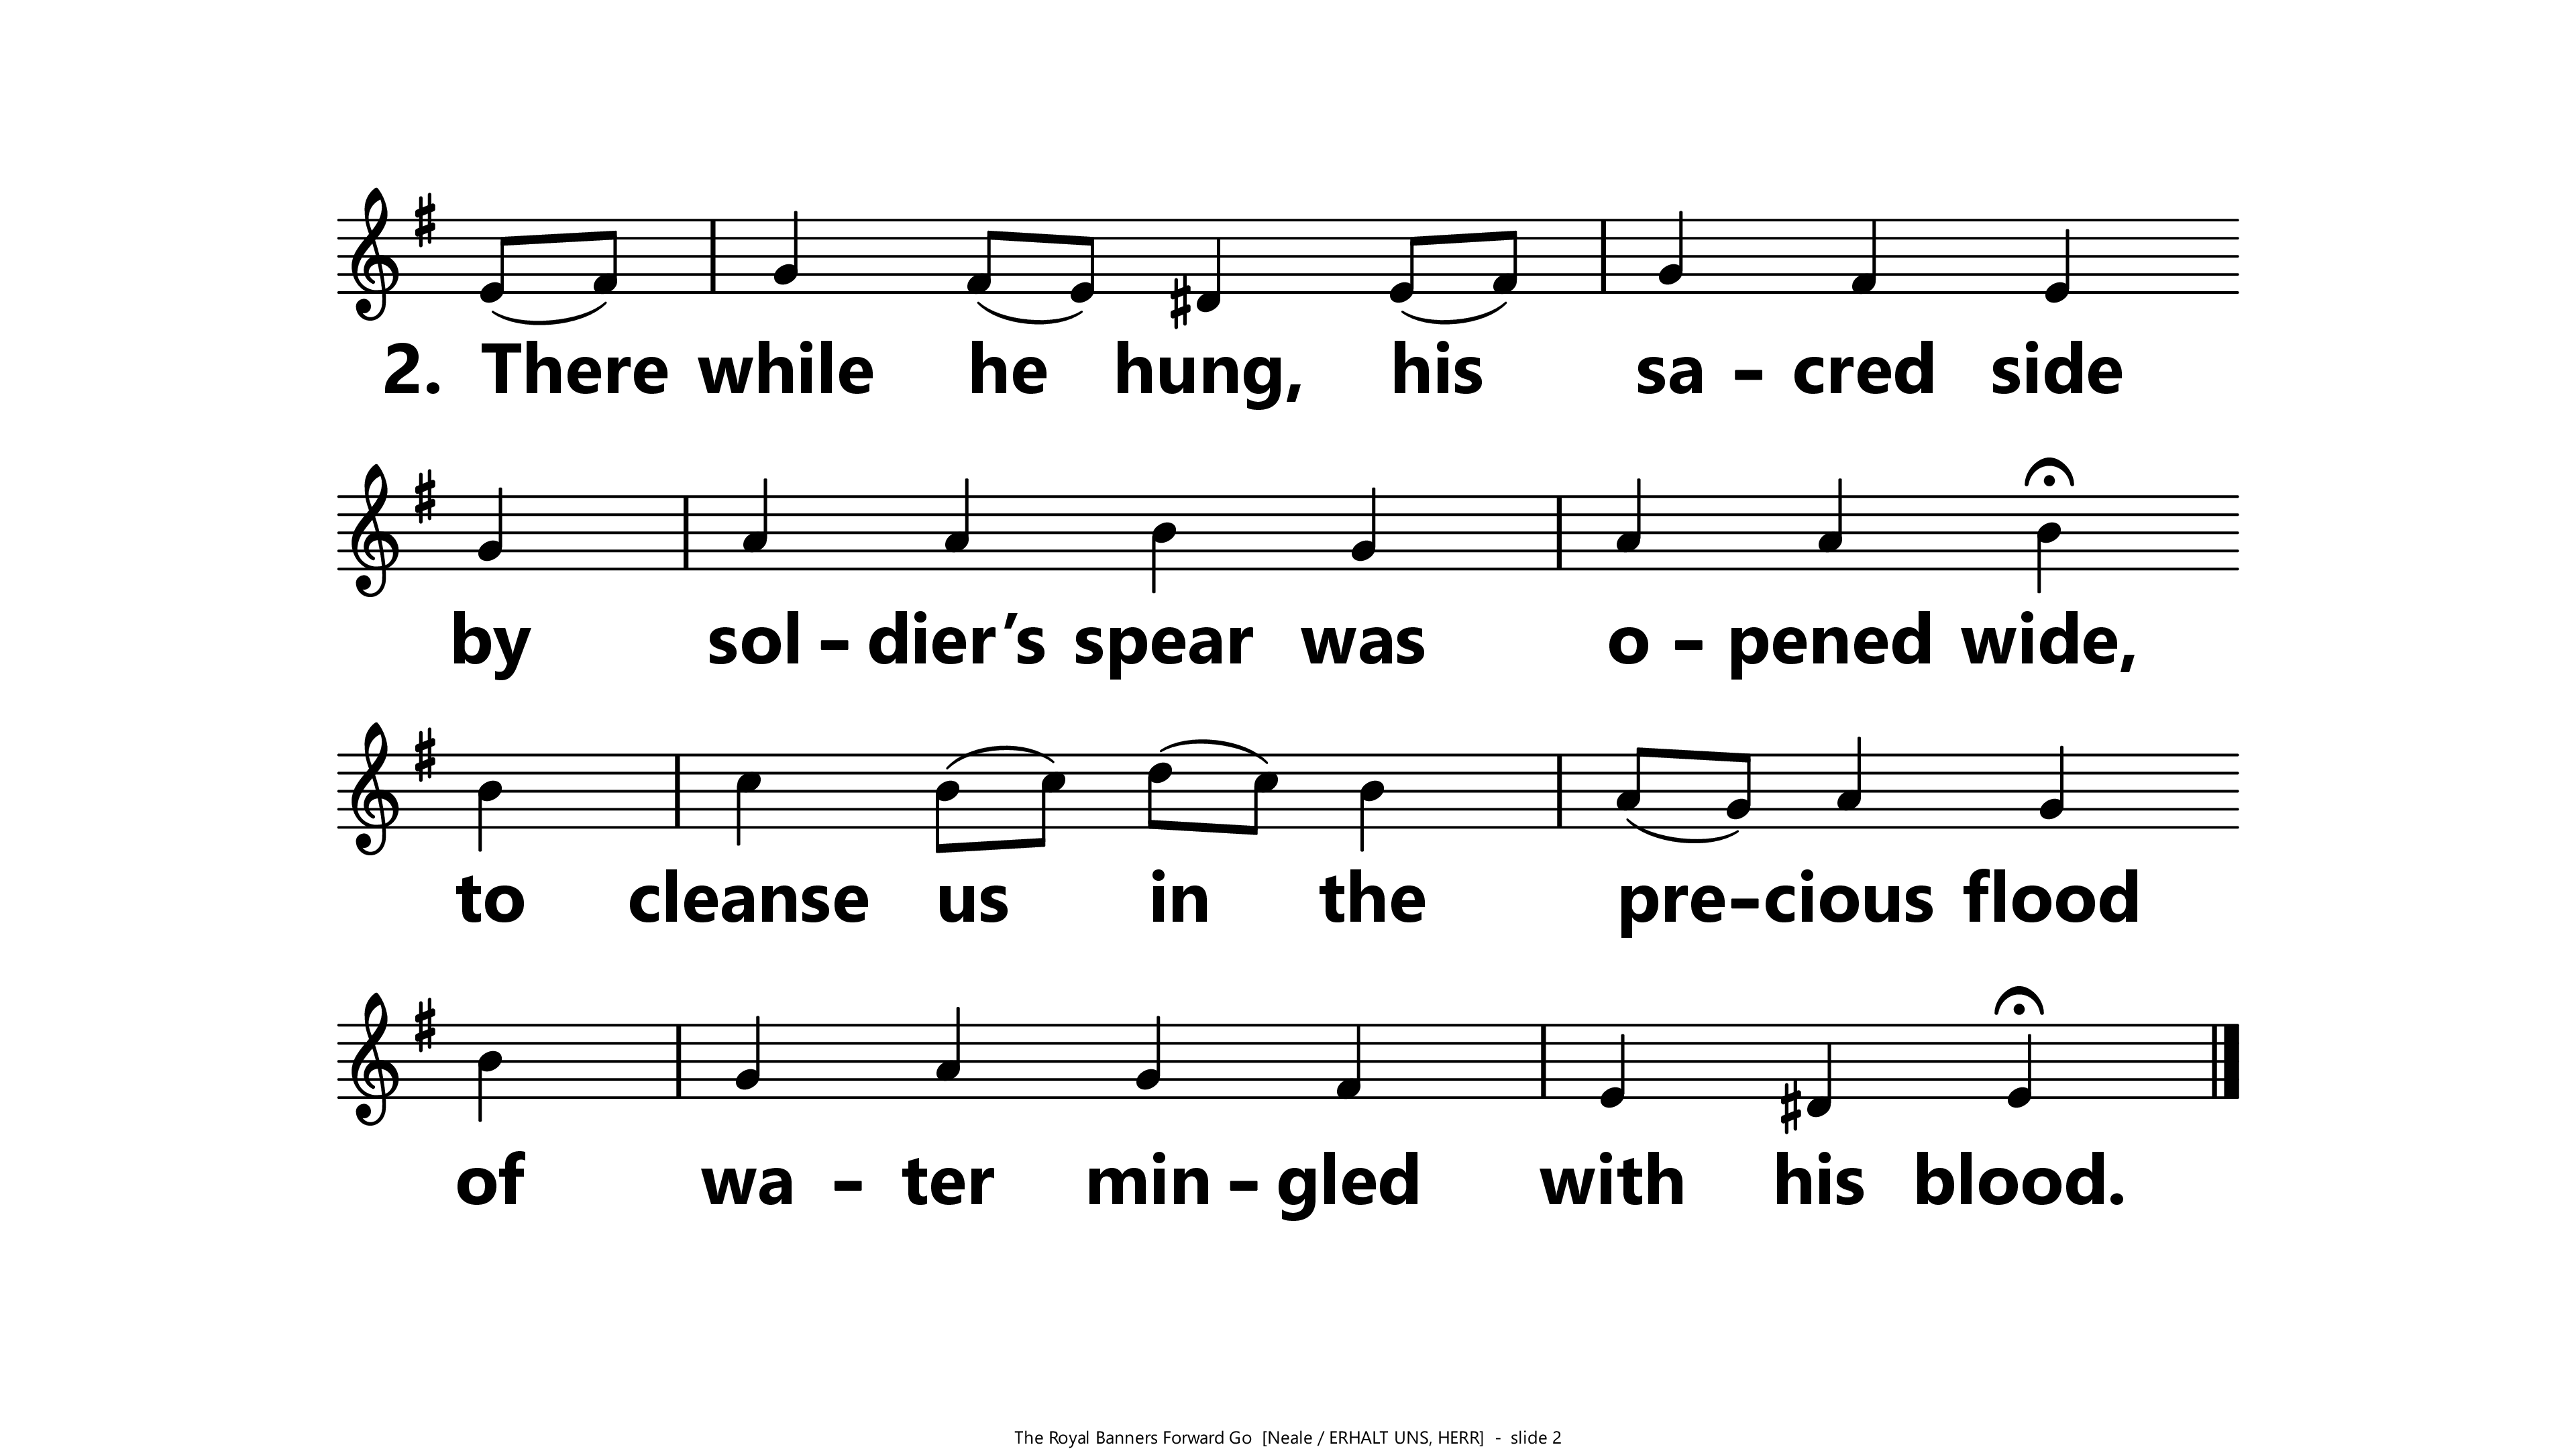 2. There while he hung, his sa - cred side
by sol - dier’s spear was o - pened wide,
to cleanse us in the pre-cious flood
of wa - ter min - gled with his blood.
The Royal Banners Forward Go [Neale / ERHALT UNS, HERR] - slide 2